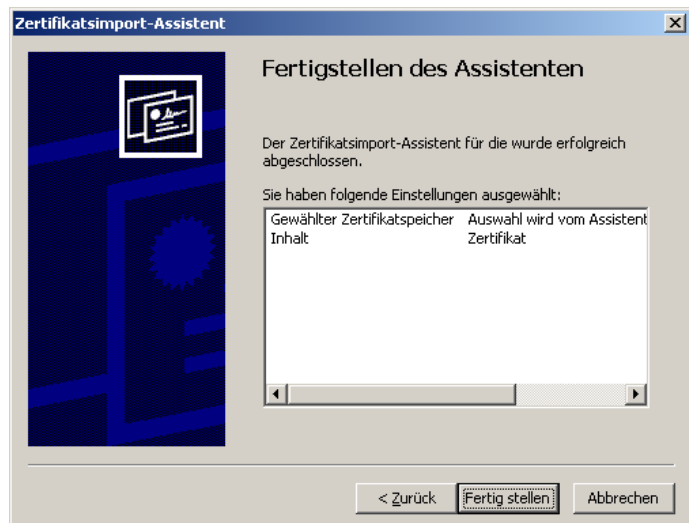 Zertifikatsimport-Assistent
Fertigstellen des Assistenten
Der Zertifikatsimport-Assistent für die wurde erfolgreich
abgeschlossen.
Sie haben folgende Einstellungen ausgewählt:
Gewählter Zertifikatspeicher Auswahl wird vom Assistent
Inhalt Zertifikat
< Zurück Fertig stellen Abbrechen